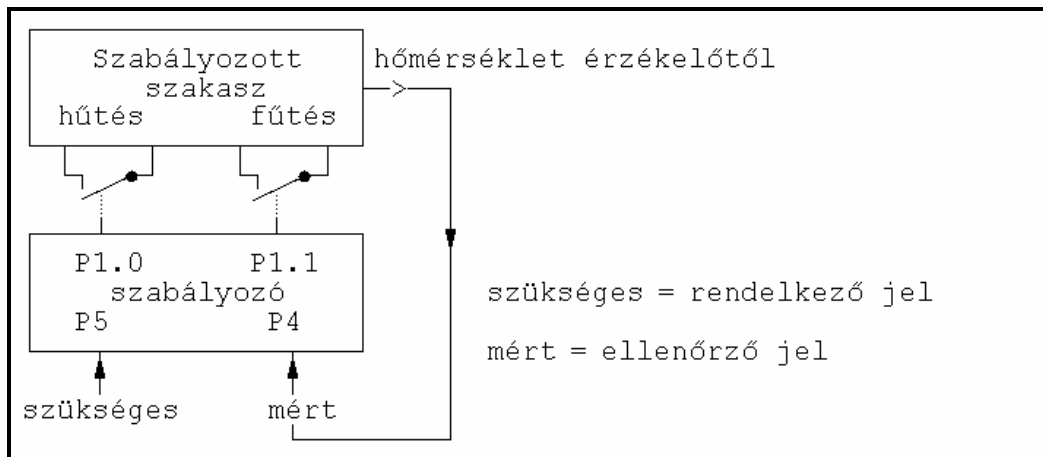 Szabályozott
szakasz
hűtés fűtés
hőmérséklet érzékelőtől
P1.0 P1.1
szabályozó
P5 P4
szükséges mért
szükséges = rendelkező jel
mért = ellenőrző jel